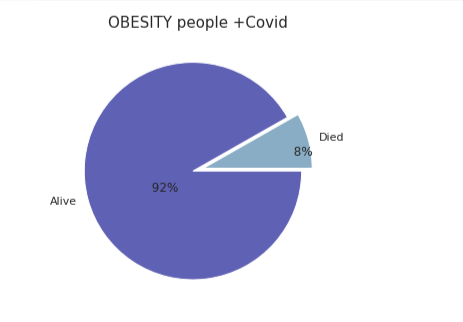 OBESITY people +Covid
Died
8%
92%
Alive